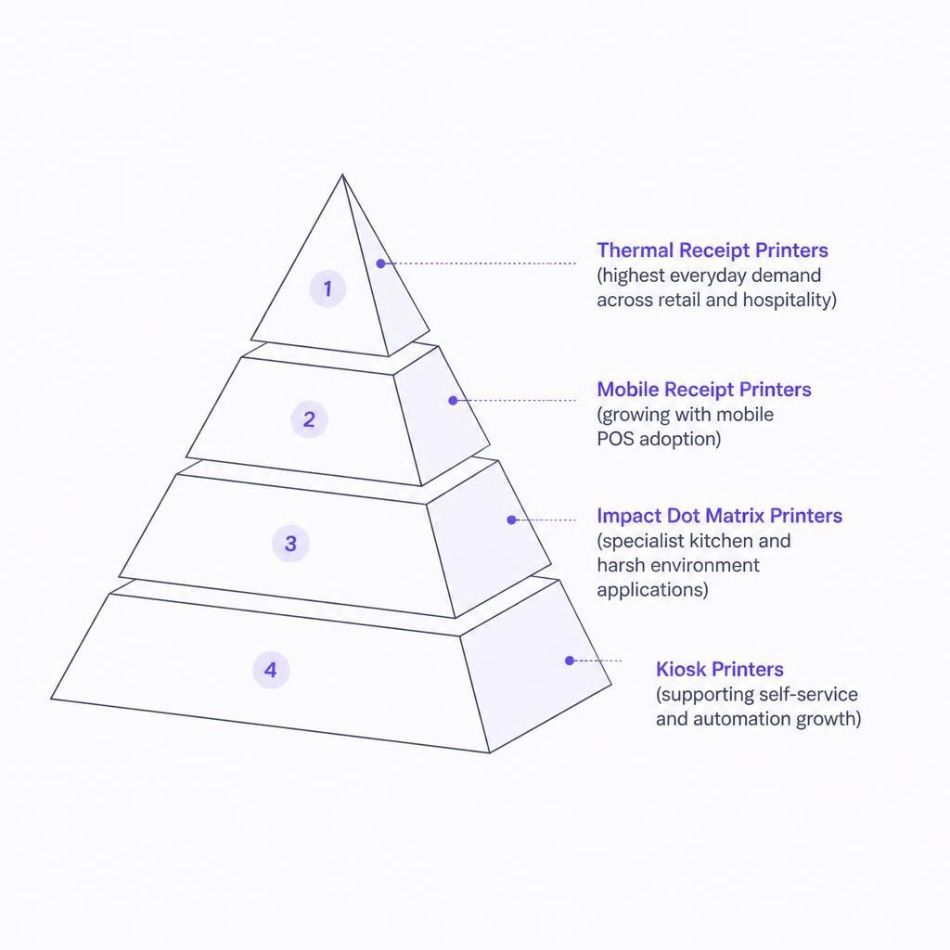 1
Thermal Receipt Printers
(highest everyday demand
across retail and hospitality)
2
Mobile Receipt Printers
(growing with mobile
POS adoption)
3
Impact Dot Matrix Printers
(specialist kitchen and
harsh environment
applications)
4
Kiosk Printers
(supporting self-service
and automation growth)